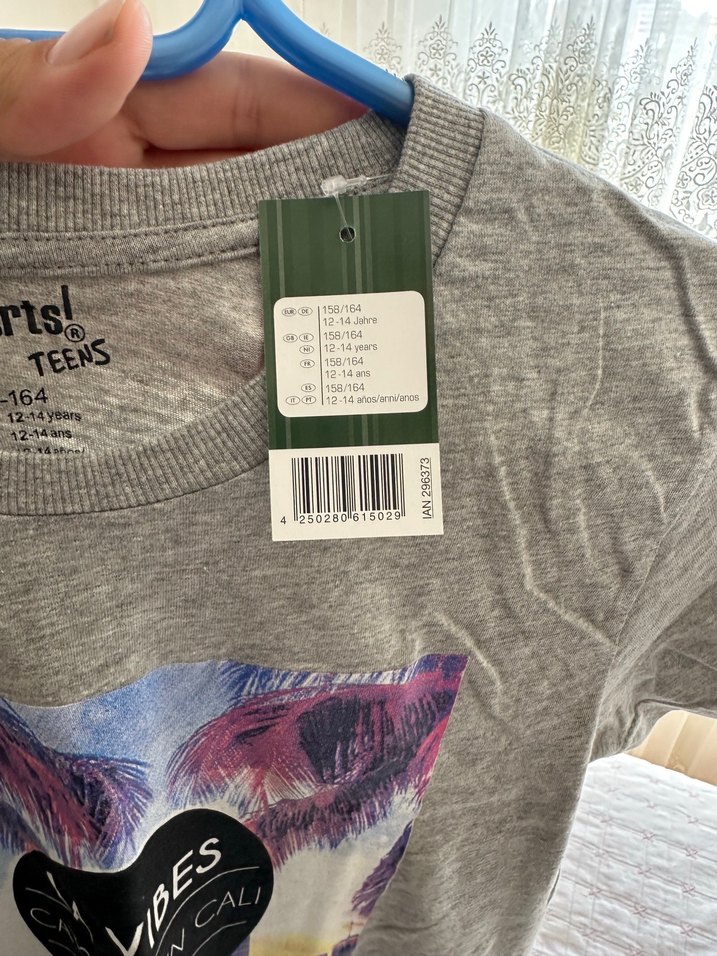 rts!®
TEENS
-164
12-14 years
12-14 ans
EUR DE 158/164
12-14 Jahre
GB IE 158/164
NI 12-14 years
FR 158/164
12-14 ans
ES 158/164
IT PT 12-14 años/anni/anos
4 250280 615029
IAN 296373
VIBES
IN CALI